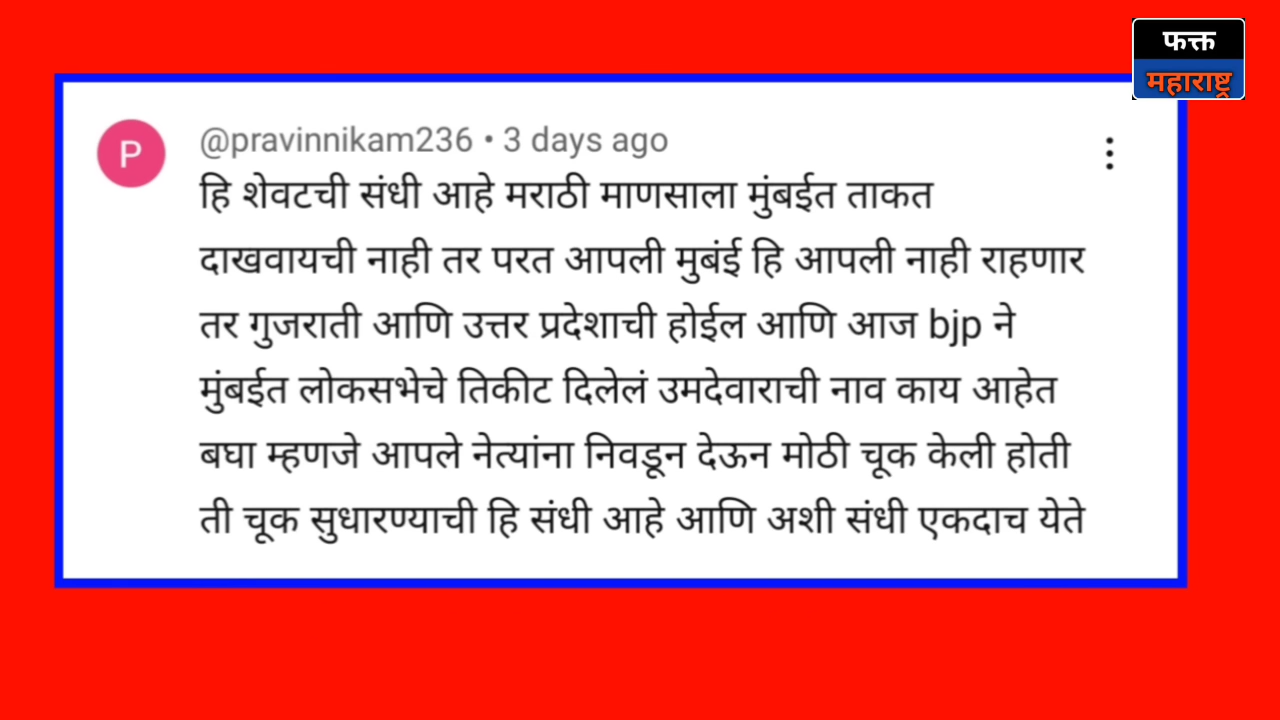 फक्त
महाराष्ट्र
P
@pravinnikam236 • 3 days ago
हि शेवटची संधी आहे मराठी माणसाला मुंबईत ताकत
दाखवायची नाही तर परत आपली मुबंई हि आपली नाही राहणार
तर गुजराती आणि उत्तर प्रदेशाची होईल आणि आज bjp ने
मुंबईत लोकसभेचे तिकीट दिलेलं उमदेवाराची नाव काय आहेत
बघा म्हणजे आपले नेत्यांना निवडून देऊन मोठी चूक केली होती
ती चूक सुधारण्याची हि संधी आहे आणि अशी संधी एकदाच येते